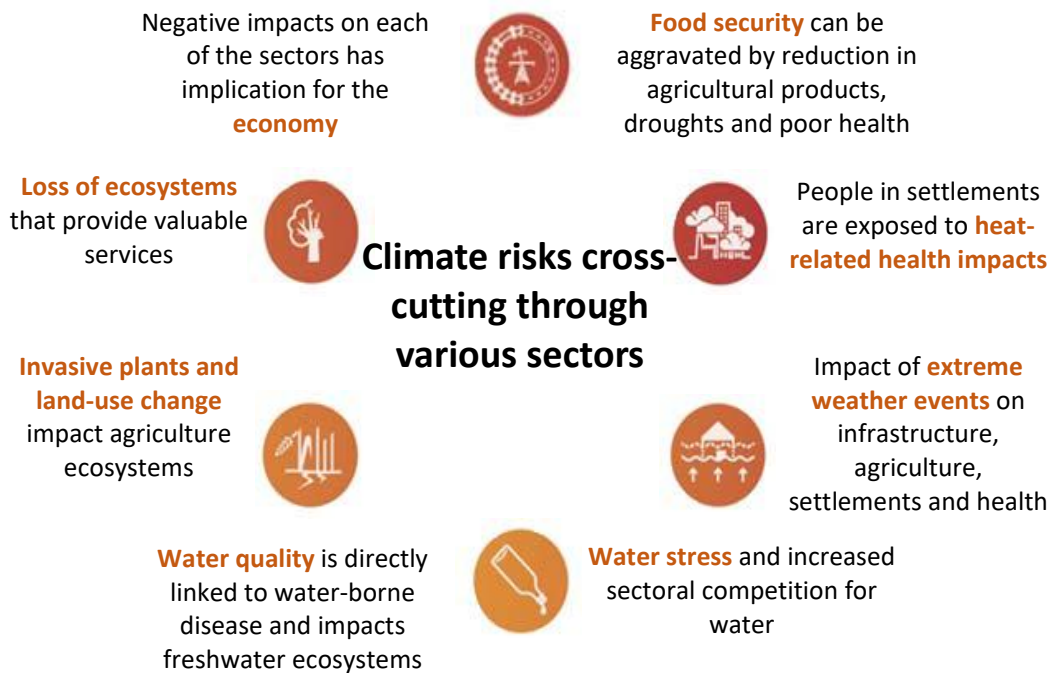 Negative impacts on each
of the sectors has
implication for the
economy
Food security can be
aggravated by reduction in
agricultural products,
droughts and poor health
Loss of ecosystems
that provide valuable
services
People in settlements
are exposed to heat-
related health impacts
Climate risks cross-
cutting through
various sectors
Invasive plants and
land-use change
impact agriculture
ecosystems
Impact of extreme
weather events on
infrastructure,
agriculture,
settlements and health
Water quality is directly
linked to water-borne
disease and impacts
freshwater ecosystems
Water stress and increased
sectoral competition for
water